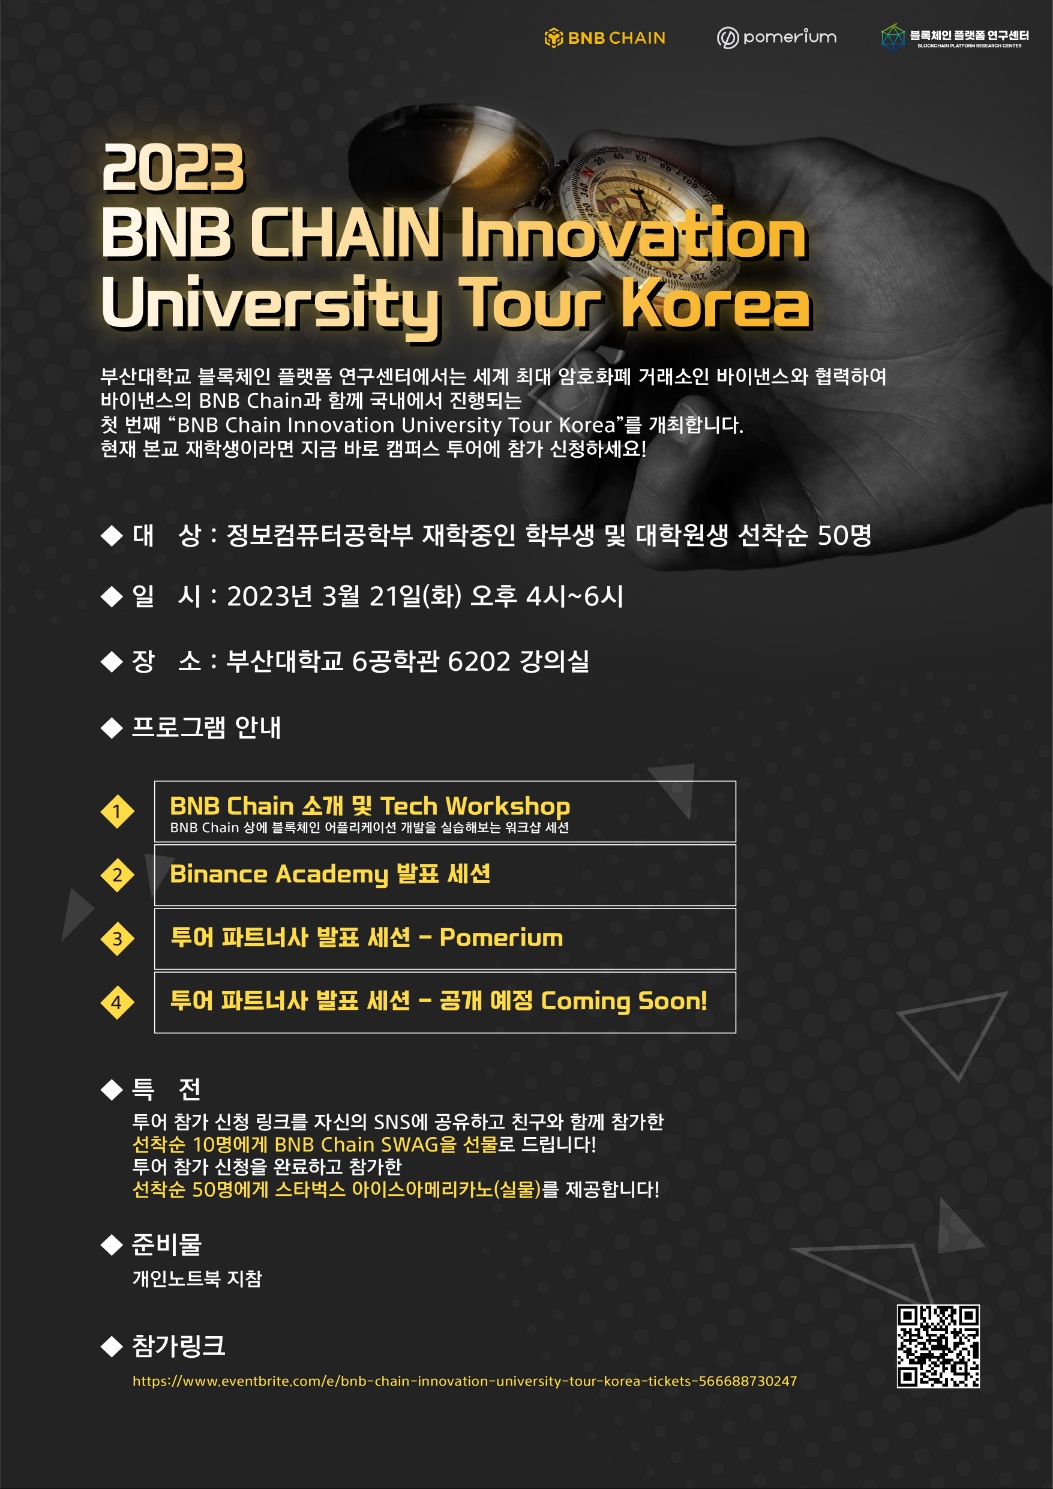 BNB CHAIN
pomerium
블록체인 플랫폼 연구센터
BLOCKCHAIN PLATFORM RESEARCH CENTER
2023
BNB CHAIN Innovation
University Tour Korea
부산대학교 블록체인 플랫폼 연구센터에서는 세계 최대 암호화폐 거래소인 바이낸스와 협력하여
바이낸스의 BNB Chain과 함께 국내에서 진행되는
첫 번째 “BNB Chain Innovation University Tour Korea”를 개최합니다.
현재 본교 재학생이라면 지금 바로 캠퍼스 투어에 참가 신청하세요!
◆ 대 상 : 정보컴퓨터공학부 재학중인 학부생 및 대학원생 선착순 50명
◆ 일 시 : 2023년 3월 21일(화) 오후 4시~6시
◆ 장 소 : 부산대학교 6공학관 6202 강의실
◆ 프로그램 안내
1 BNB Chain 소개 및 Tech Workshop
BNB Chain 상에 블록체인 어플리케이션 개발을 실습해보는 워크샵 세션
2 Binance Academy 발표 세션
3 투어 파트너사 발표 세션 - Pomerium
4 투어 파트너사 발표 세션 - 공개 예정 Coming Soon!
◆ 특 전
투어 참가 신청 링크를 자신의 SNS에 공유하고 친구와 함께 참가한
선착순 10명에게 BNB Chain SWAG을 선물로 드립니다!
투어 참가 신청을 완료하고 참가한
선착순 50명에게 스타벅스 아이스아메리카노(실물)를 제공합니다!
◆ 준비물
개인노트북 지참
◆ 참가링크
https://www.eventbrite.com/e/bnb-chain-innovation-university-tour-korea-tickets-566688730247